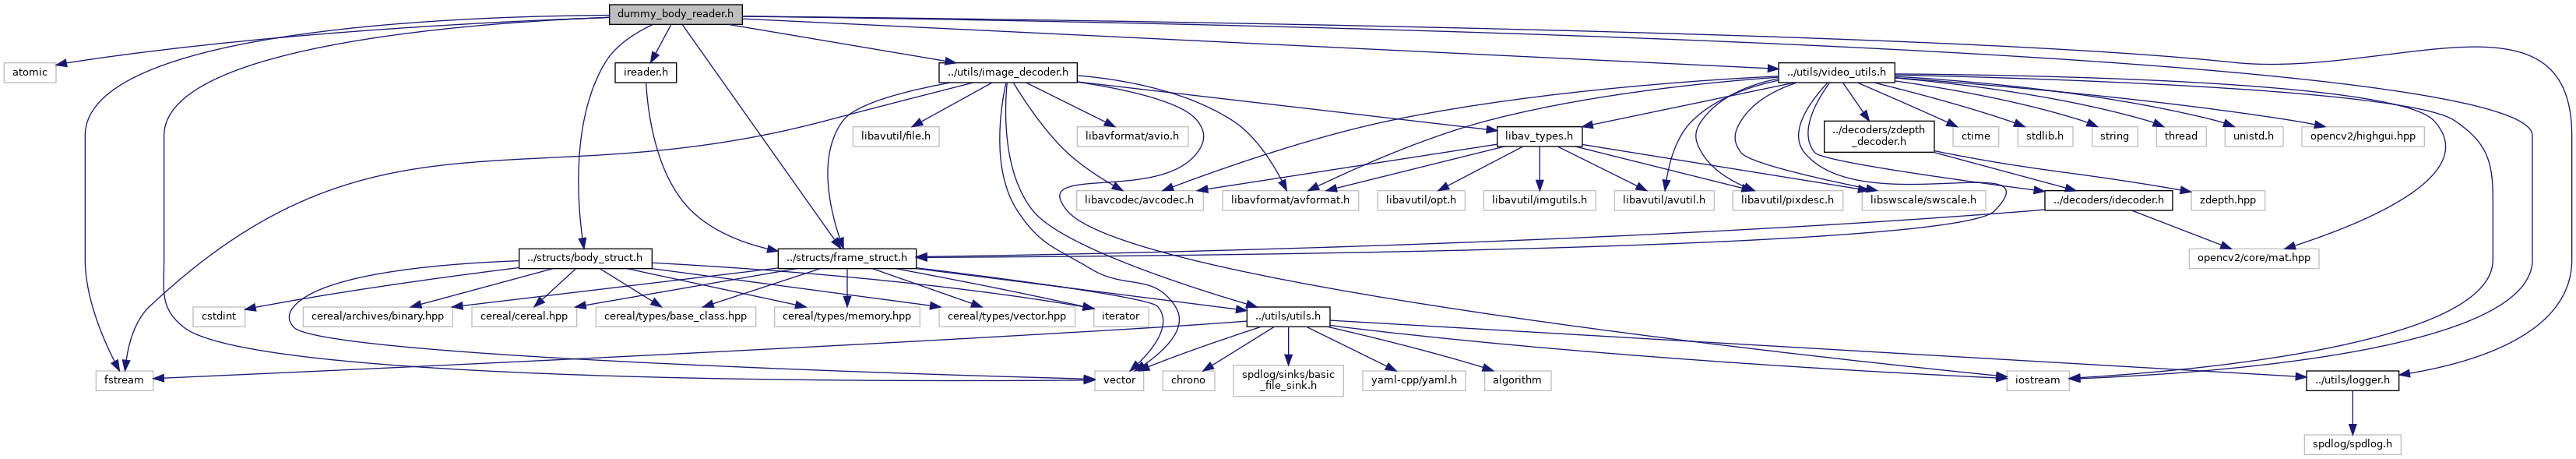 dummy_body_reader.h
atomic
ireader.h
../utils/image_decoder.h
../utils/video_utils.h
libavutil/file.h
libavformat/avio.h
libav_types.h
../decoders/zdepth
_decoder.h
ctime
stdlib.h
string
thread
unistd.h
opencv2/highgui.hpp
libavcodec/avcodec.h
libavformat/avformat.h
libavutil/opt.h
libavutil/imgutils.h
libavutil/avutil.h
libavutil/pixdesc.h
libswscale/swscale.h
../decoders/idecoder.h
zdepth.hpp
../structs/body_struct.h
../structs/frame_struct.h
opencv2/core/mat.hpp
cstdint
cereal/archives/binary.hpp
cereal/cereal.hpp
cereal/types/base_class.hpp
cereal/types/memory.hpp
cereal/types/vector.hpp
iterator
../utils/utils.h
fstream
vector
chrono
spdlog/sinks/basic
_file_sink.h
yaml-cpp/yaml.h
algorithm
iostream
../utils/logger.h
spdlog/spdlog.h